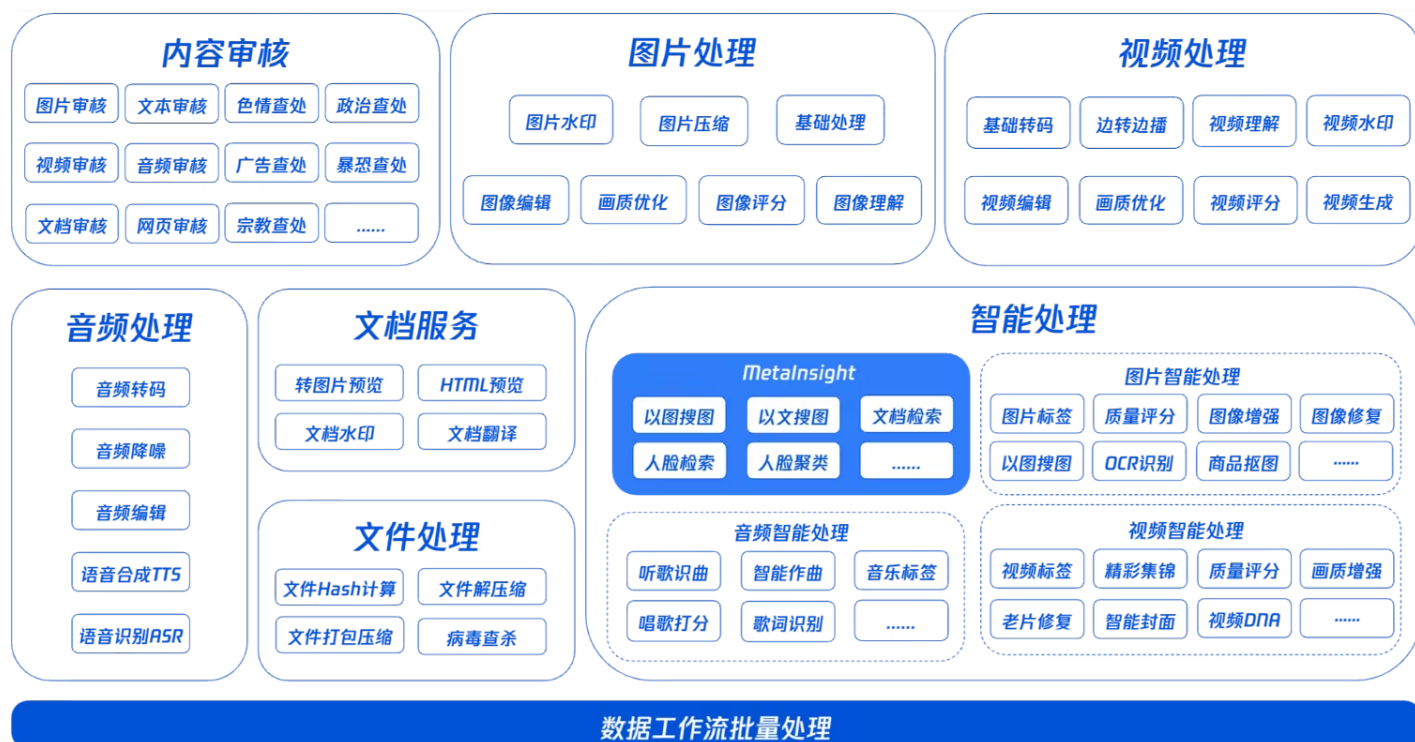 内容审核
图片审核 文本审核 色情查处 政治查处
视频审核 音频审核 广告查处 暴恐查处
文档审核 网页审核 宗教查处 ......
图片处理
图片水印 图片压缩 基础处理
图像编辑 画质优化 图像评分 图像理解
视频处理
基础转码 边转边播 视频理解 视频水印
视频编辑 画质优化 视频评分 视频生成
音频处理
音频转码
音频降噪
音频编辑
语音合成TTS
语音识别ASR
文档服务
转图片预览 HTML预览
文档水印 文档翻译
文件处理
文件Hash计算 文件解压缩
文件打包压缩 病毒查杀
智能处理
MetaInsight
以图搜图 以文搜图 文档检索
人脸检索 人脸聚类 ......
图片智能处理
图片标签 质量评分 图像增强 图像修复
以图搜图 OCR识别 商品抠图 ......
音频智能处理
听歌识曲 智能作曲 音乐标签
唱歌打分 歌词识别 ......
视频智能处理
视频标签 精彩集锦 质量评分 画质增强
老片修复 智能封面 视频DNA ......
数据工作流批量处理